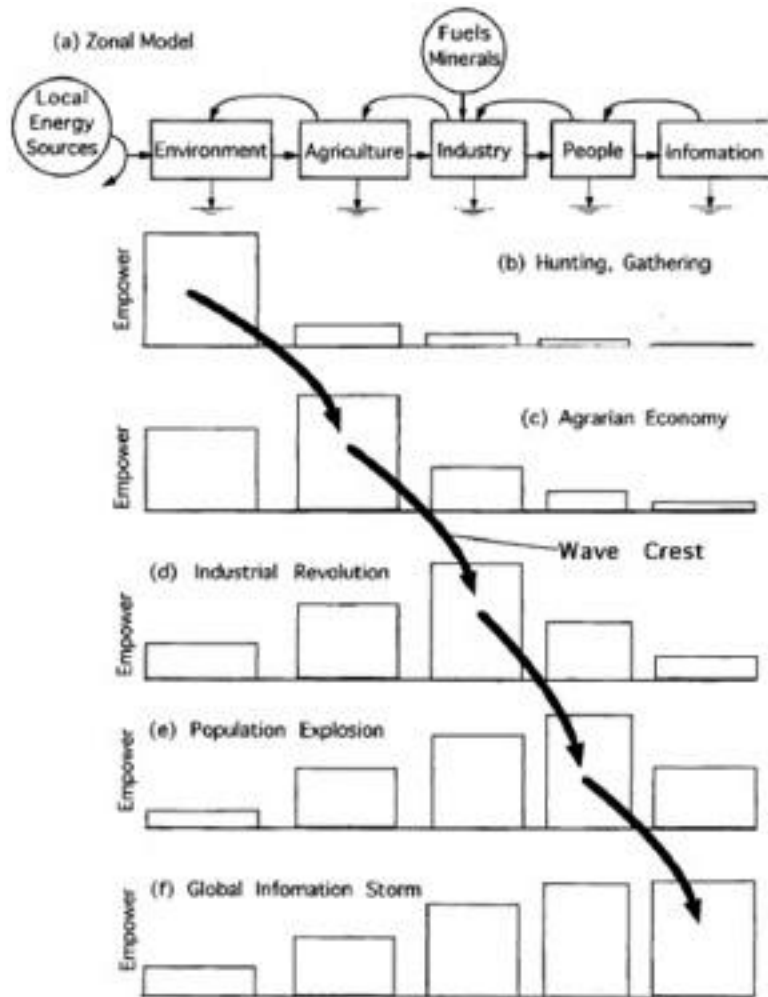 (a) Zonal Model
Fuels
Minerals
Local
Energy
Sources
Environment
Agriculture
Industry
People
Infomation
Empower
(b) Hunting, Gathering
Empower
(c) Agrarian Economy
Wave Crest
Empower
(d) Industrial Revolution
Empower
(e) Population Explosion
Empower
(f) Global Infomation Storm